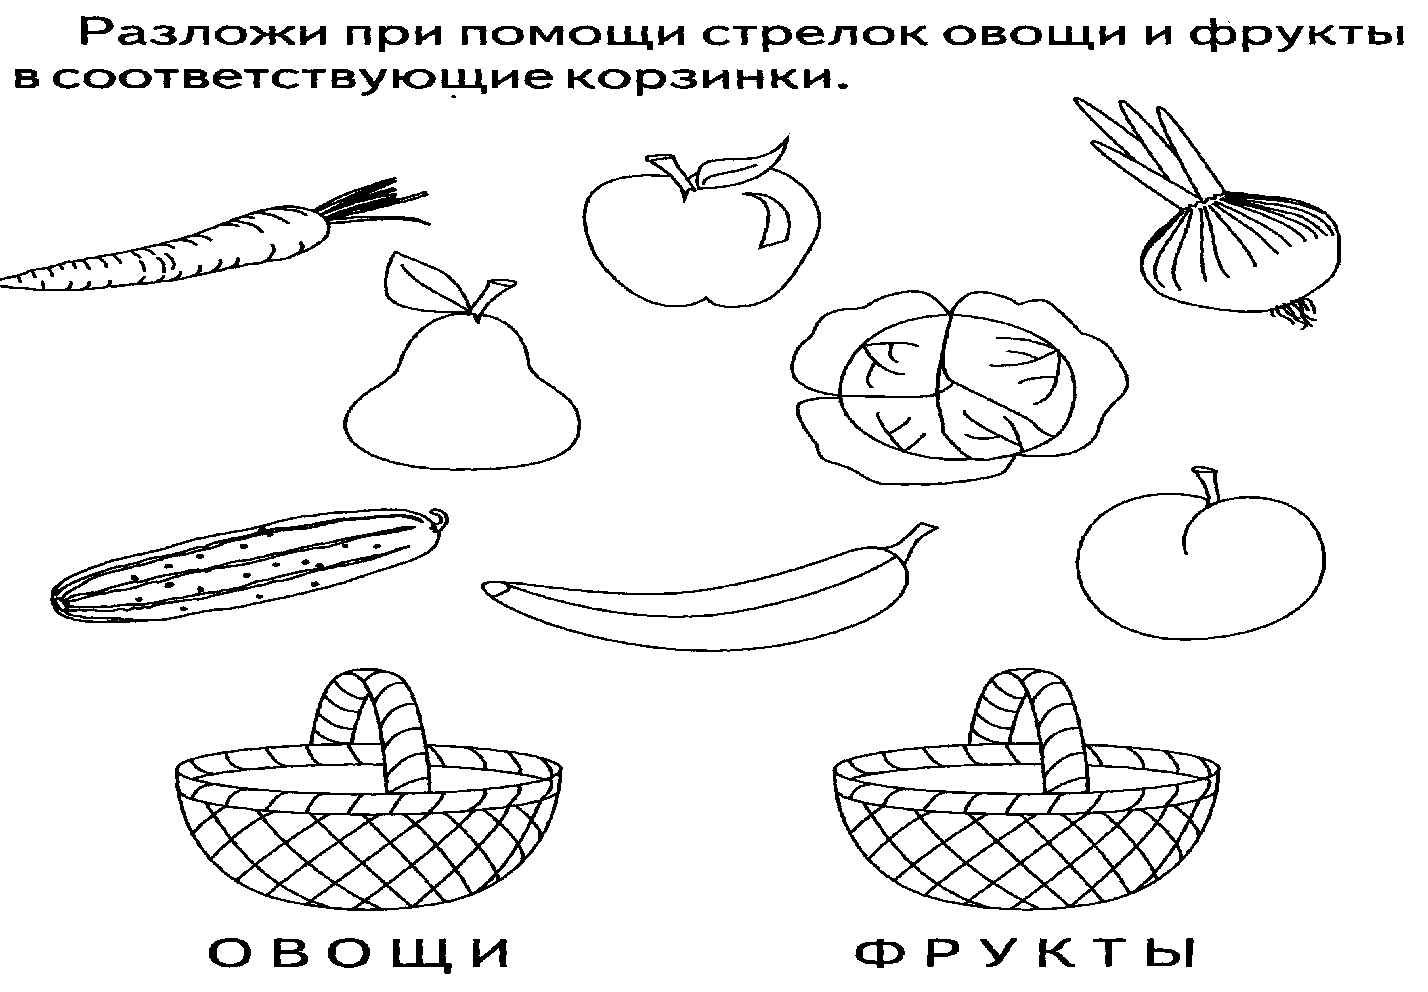 Разложи при помощи стрелок овощи и фрукты
в соответствующие корзинки.
ОВОЩИ
ФРУКТЫ